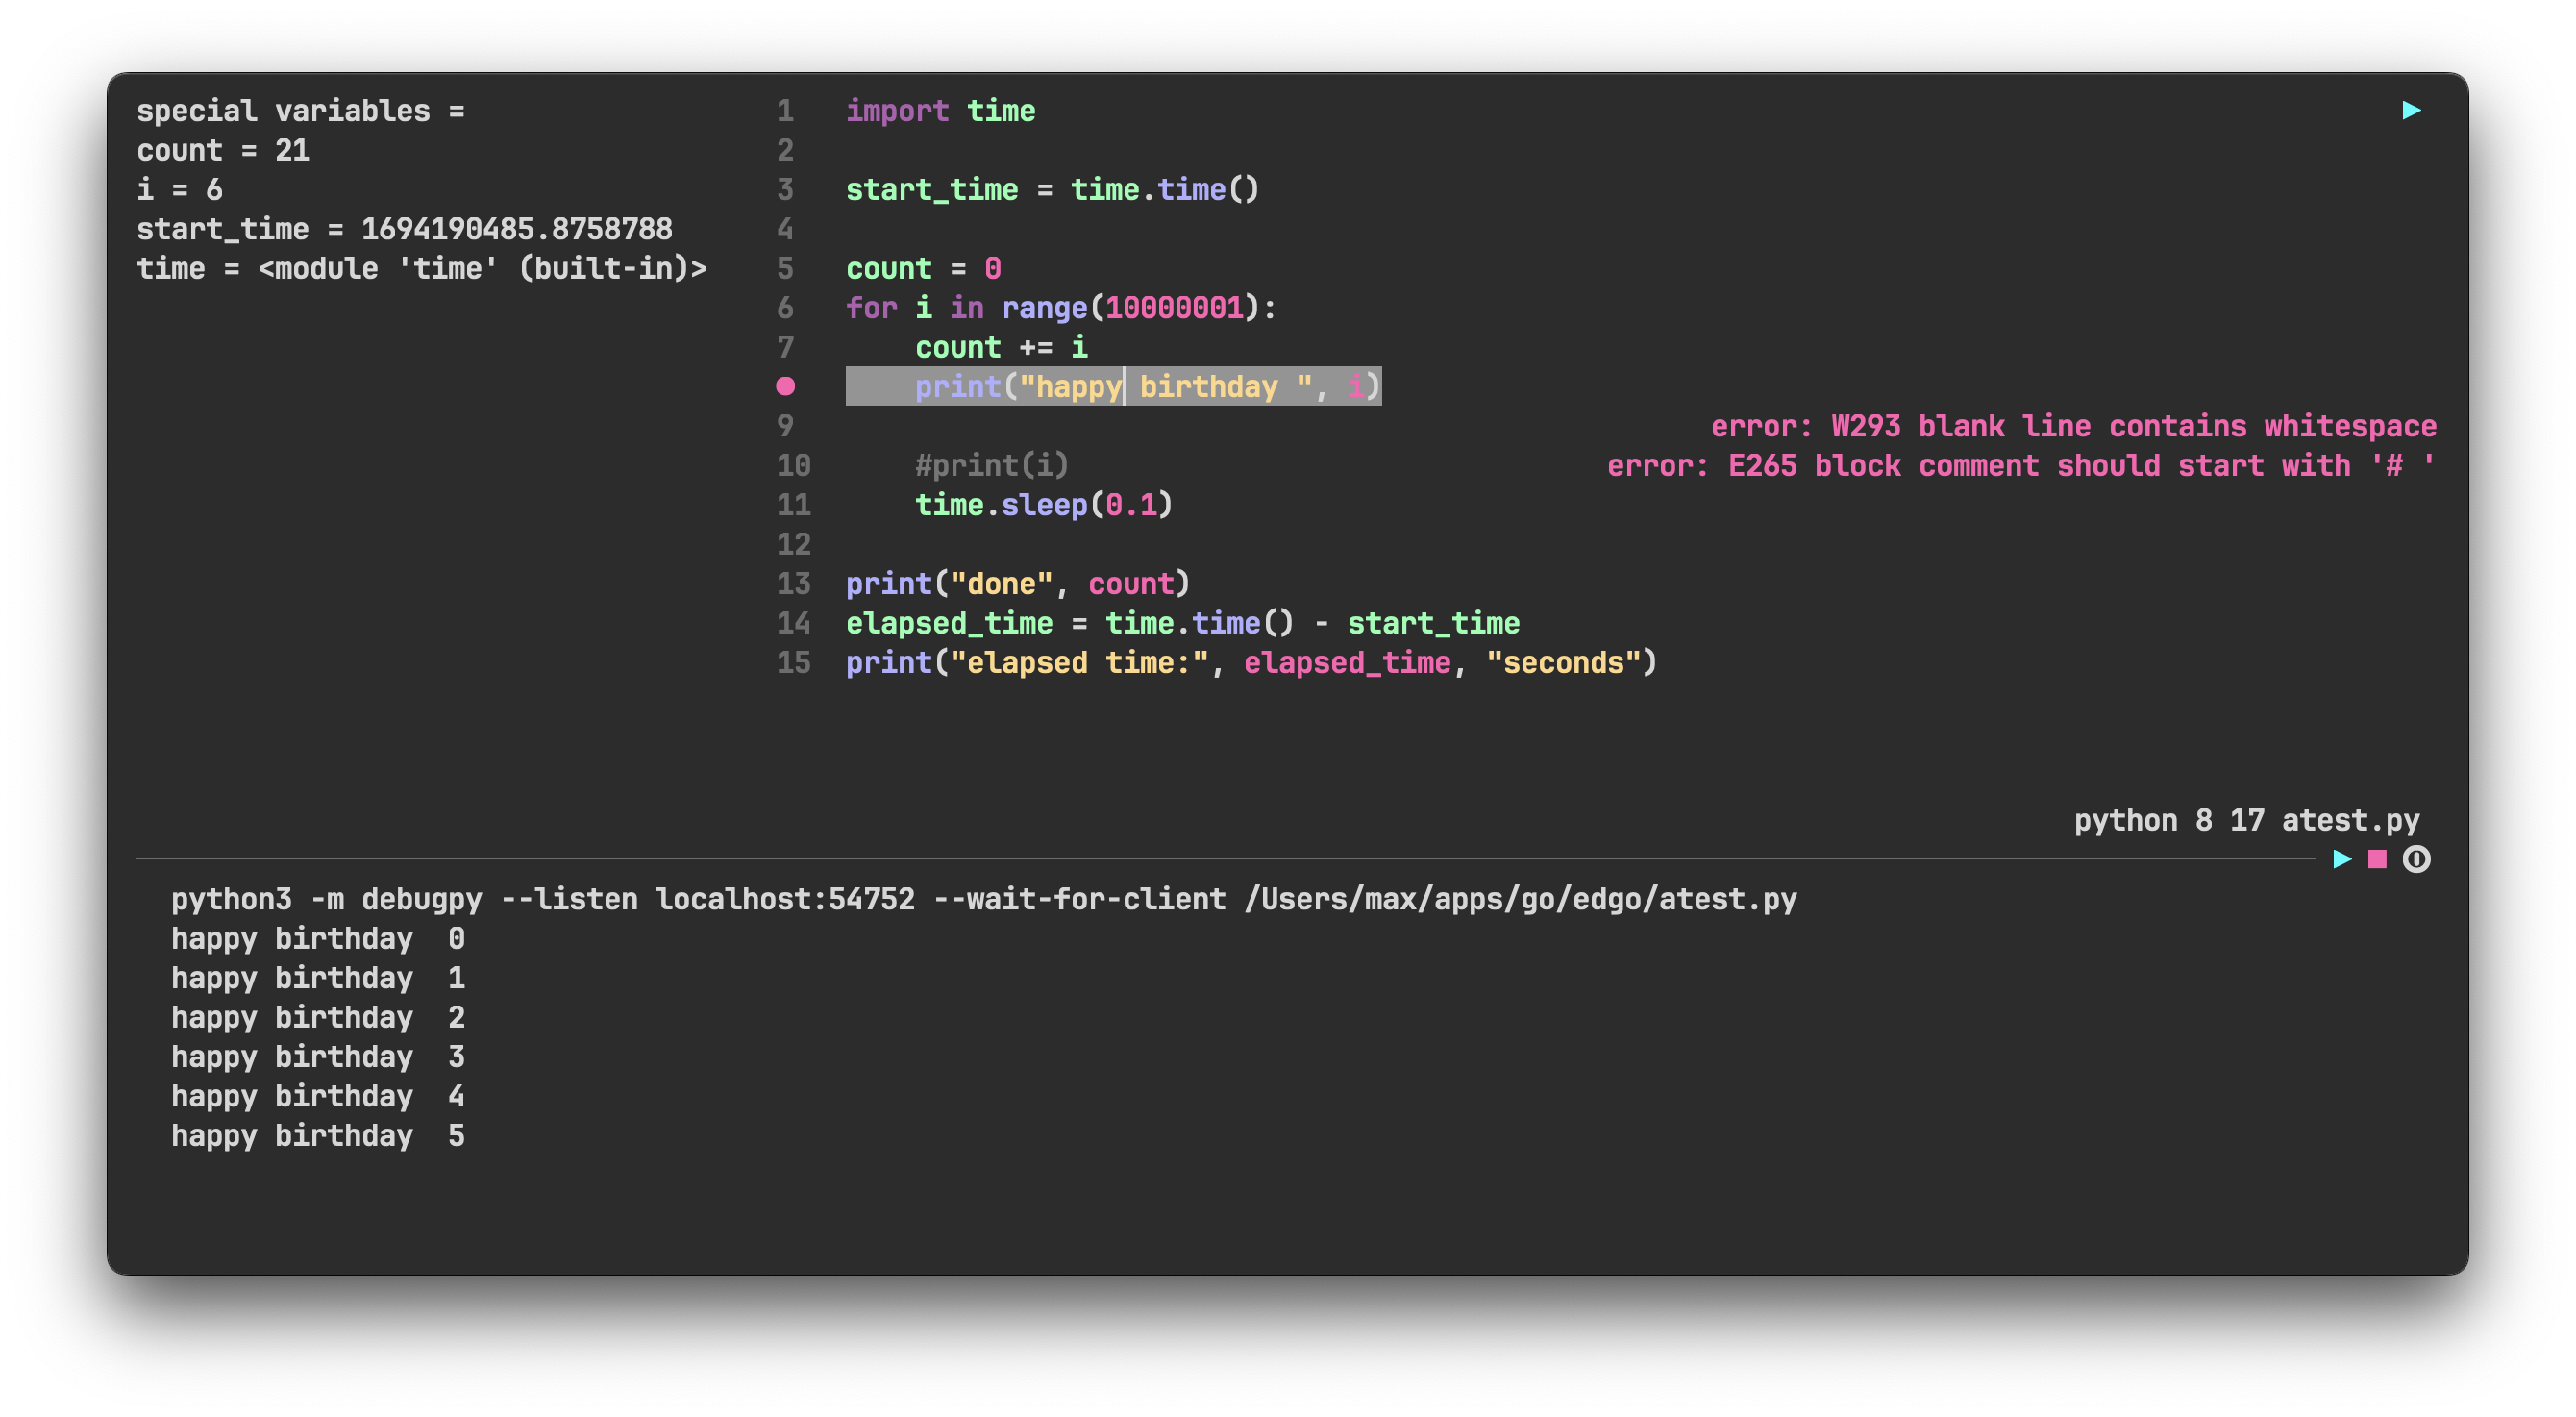 special variables =
count = 21
i = 6
start_time = 1694190485.8758788
time = <module 'time' (built-in)>
1 import time
2
3 start_time = time.time()
4
5 count = 0
6 for i in range(10000001):
7     count += i
    print("happy birthday ", i)
9 error: W293 blank line contains whitespace
10     #print(i) error: E265 block comment should start with '# '
11     time.sleep(0.1)
12
13 print("done", count)
14 elapsed_time = time.time() - start_time
15 print("elapsed time:", elapsed_time, "seconds")
python 8 17 atest.py
python3 -m debugpy --listen localhost:54752 --wait-for-client /Users/max/apps/go/edgo/atest.py
happy birthday  0
happy birthday  1
happy birthday  2
happy birthday  3
happy birthday  4
happy birthday  5